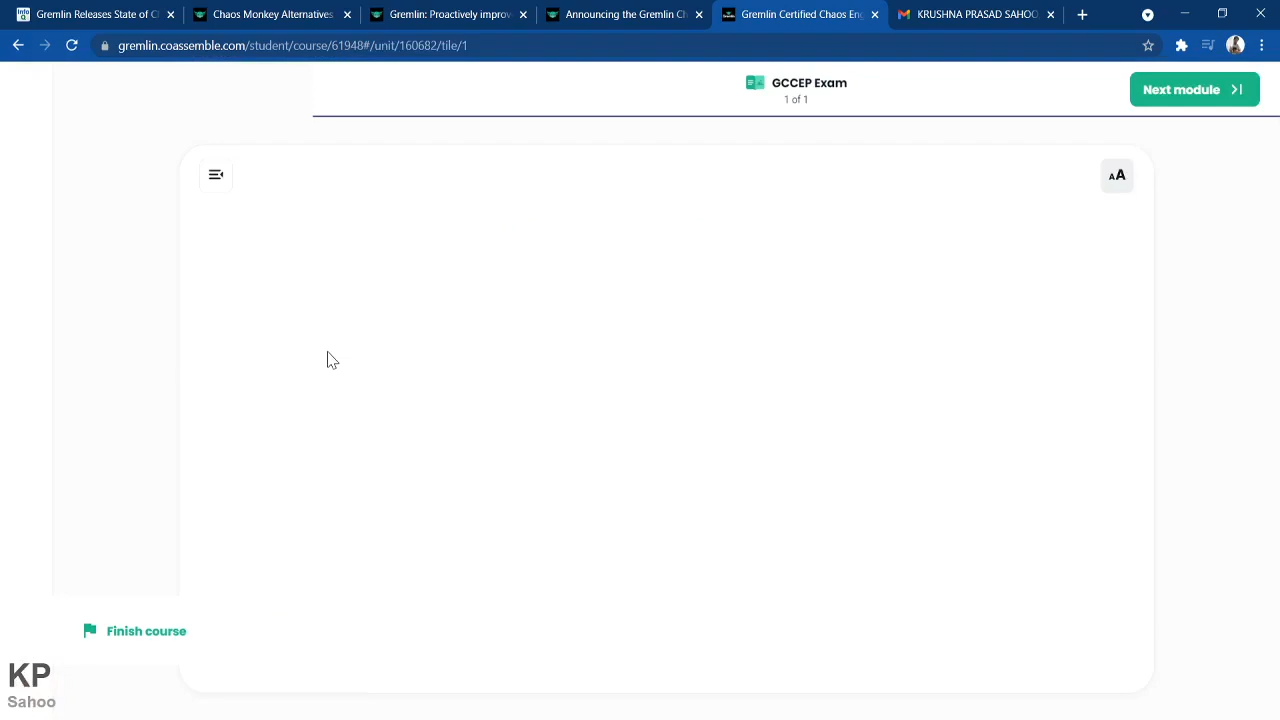 Gremlin Releases State of C
Chaos Monkey Alternatives
Gremlin: Proactively improv
Announcing the Gremlin Ch
Gremlin Certified Chaos Eng
KRUSHNA PRASAD SAHOO,
gremlin.coassemble.com/student/course/61948#/unit/160682/tile/1
GCCEP Exam
1 of 1
Next module
AA
Finish course
KP
Sahoo